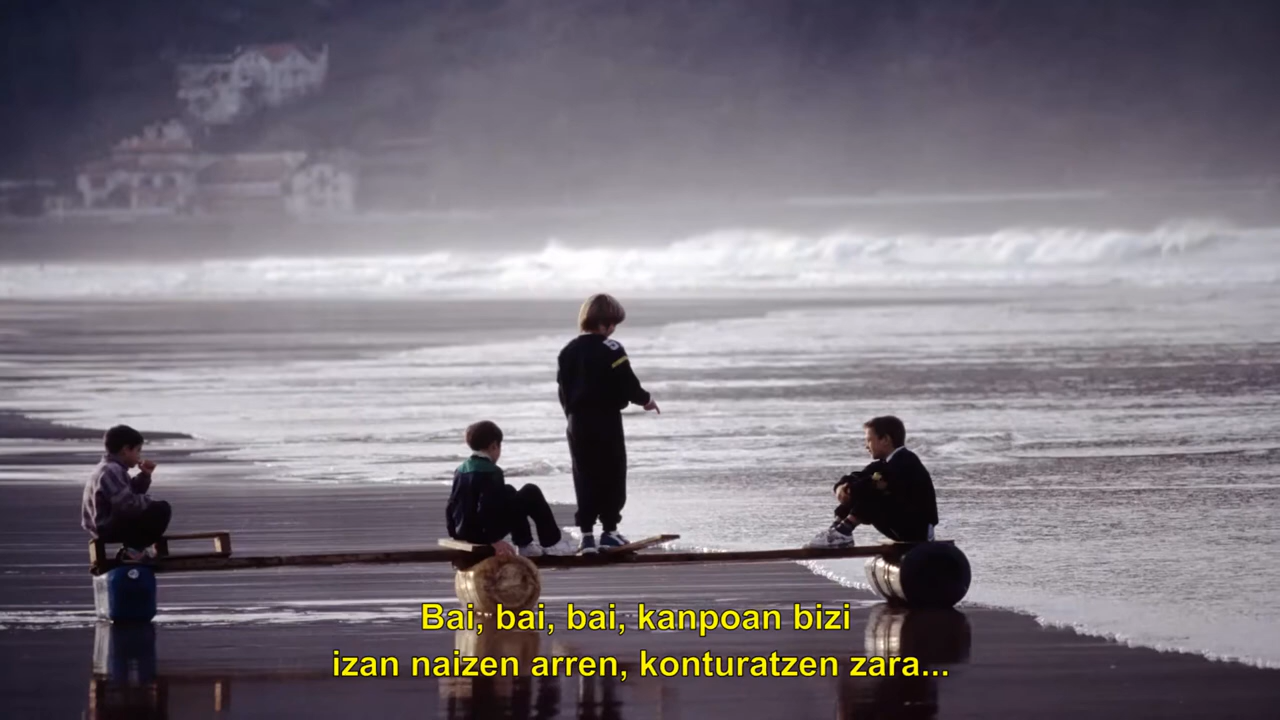 Bai, bai, bai, kanpoan bizi
izan naizen arren, konturatzen zara...